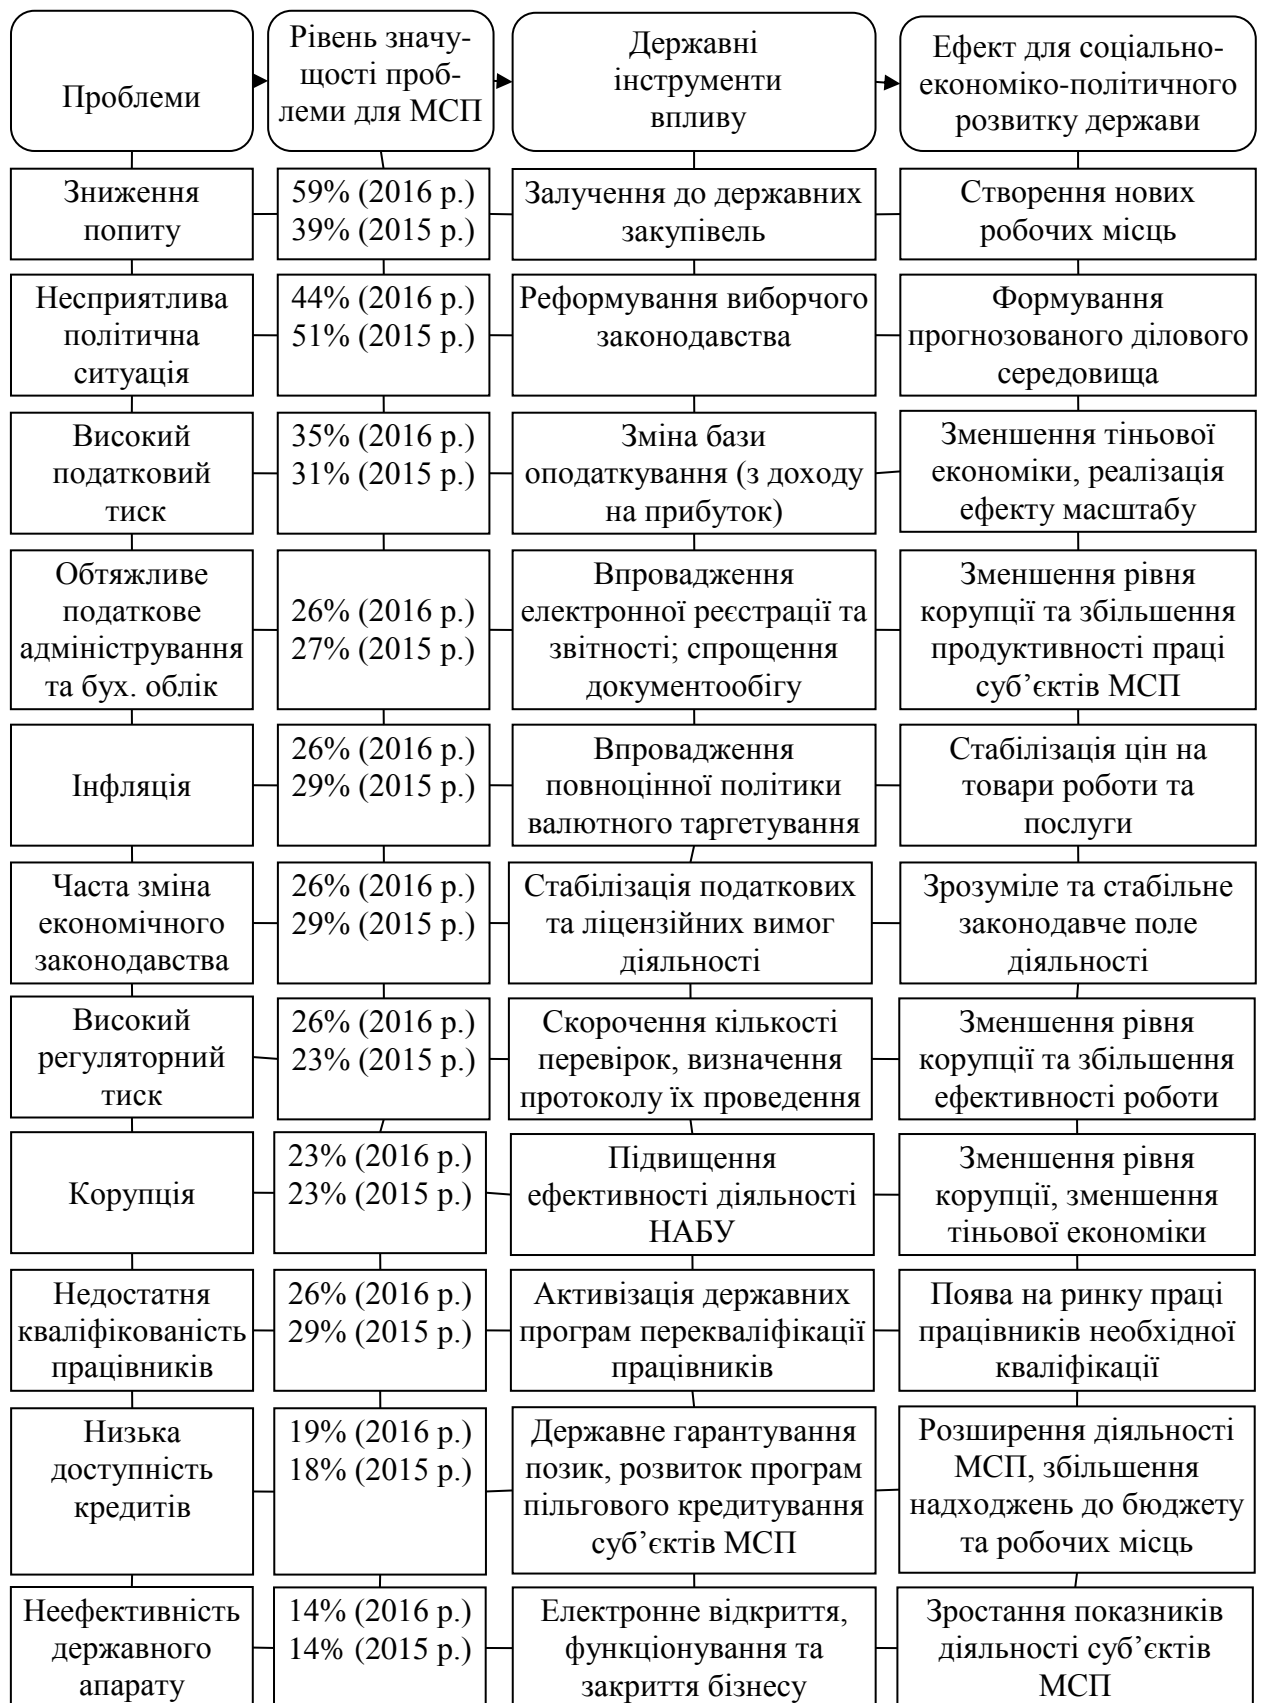 Проблеми
Рівень значу-
щості проб-
леми для МСП
Державні
інструменти
впливу
Ефект для соціально-
економіко-політичного
розвитку держави
Зниження
попиту
59% (2016 р.)
39% (2015 р.)
Залучення до державних
закупівель
Створення нових
робочих місць
Несприятлива
політична
ситуація
44% (2016 р.)
51% (2015 р.)
Реформування виборчого
законодавства
Формування
прогнозованого ділового
середовища
Високий
податковий
тиск
35% (2016 р.)
31% (2015 р.)
Зміна бази
оподаткування (з доходу
на прибуток)
Зменшення тіньової
економіки, реалізація
ефекту масштабу
Обтяжливе
податкове
адміністрування
та бух. облік
26% (2016 р.)
27% (2015 р.)
Впровадження
електронної реєстрації та
звітності; спрощення
документообігу
Зменшення рівня
корупції та збільшення
продуктивності праці
суб’єктів МСП
Інфляція
26% (2016 р.)
29% (2015 р.)
Впровадження
повноцінної політики
валютного таргетування
Стабілізація цін на
товари роботи та
послуги
Часта зміна
економічного
законодавства
26% (2016 р.)
29% (2015 р.)
Стабілізація податкових
та ліцензійних вимог
діяльності
Зрозуміле та стабільне
законодавче поле
діяльності
Високий
регуляторний
тиск
26% (2016 р.)
23% (2015 р.)
Скорочення кількості
перевірок, визначення
протоколу їх проведення
Зменшення рівня
корупції та збільшення
ефективності роботи
Корупція
23% (2016 р.)
23% (2015 р.)
Підвищення
ефективності діяльності
НАБУ
Зменшення рівня
корупції, зменшення
тіньової економіки
Недостатня
кваліфікованість
працівників
26% (2016 р.)
29% (2015 р.)
Активізація державних
програм перекваліфікації
працівників
Поява на ринку праці
працівників необхідної
кваліфікації
Низька
доступність
кредитів
19% (2016 р.)
18% (2015 р.)
Державне гарантування
позик, розвиток програм
пільгового кредитування
суб’єктів МСП
Розширення діяльності
МСП, збільшення
надходжень до бюджету
та робочих місць
Неефективність
державного
апарату
14% (2016 р.)
14% (2015 р.)
Електронне відкриття,
функціонування та
закриття бізнесу
Зростання показників
діяльності суб’єктів
МСП